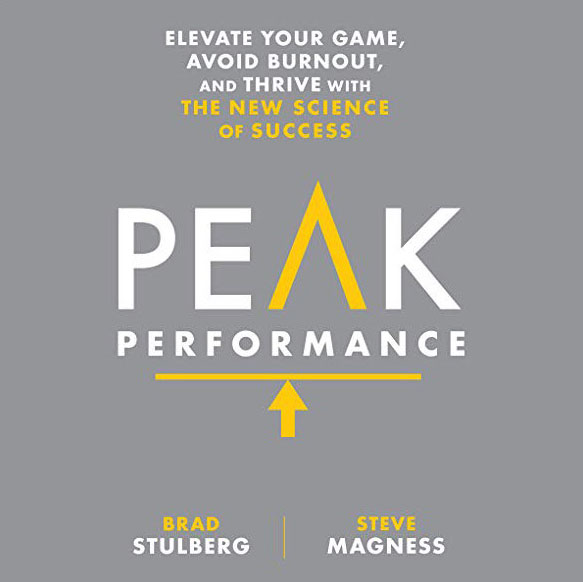 ELEVATE YOUR GAME,
AVOID BURNOUT,
AND THRIVE WITH
THE NEW SCIENCE
OF SUCCESS
PEAK
PERFORMANCE
BRAD STULBERG
STEVE MAGNESS